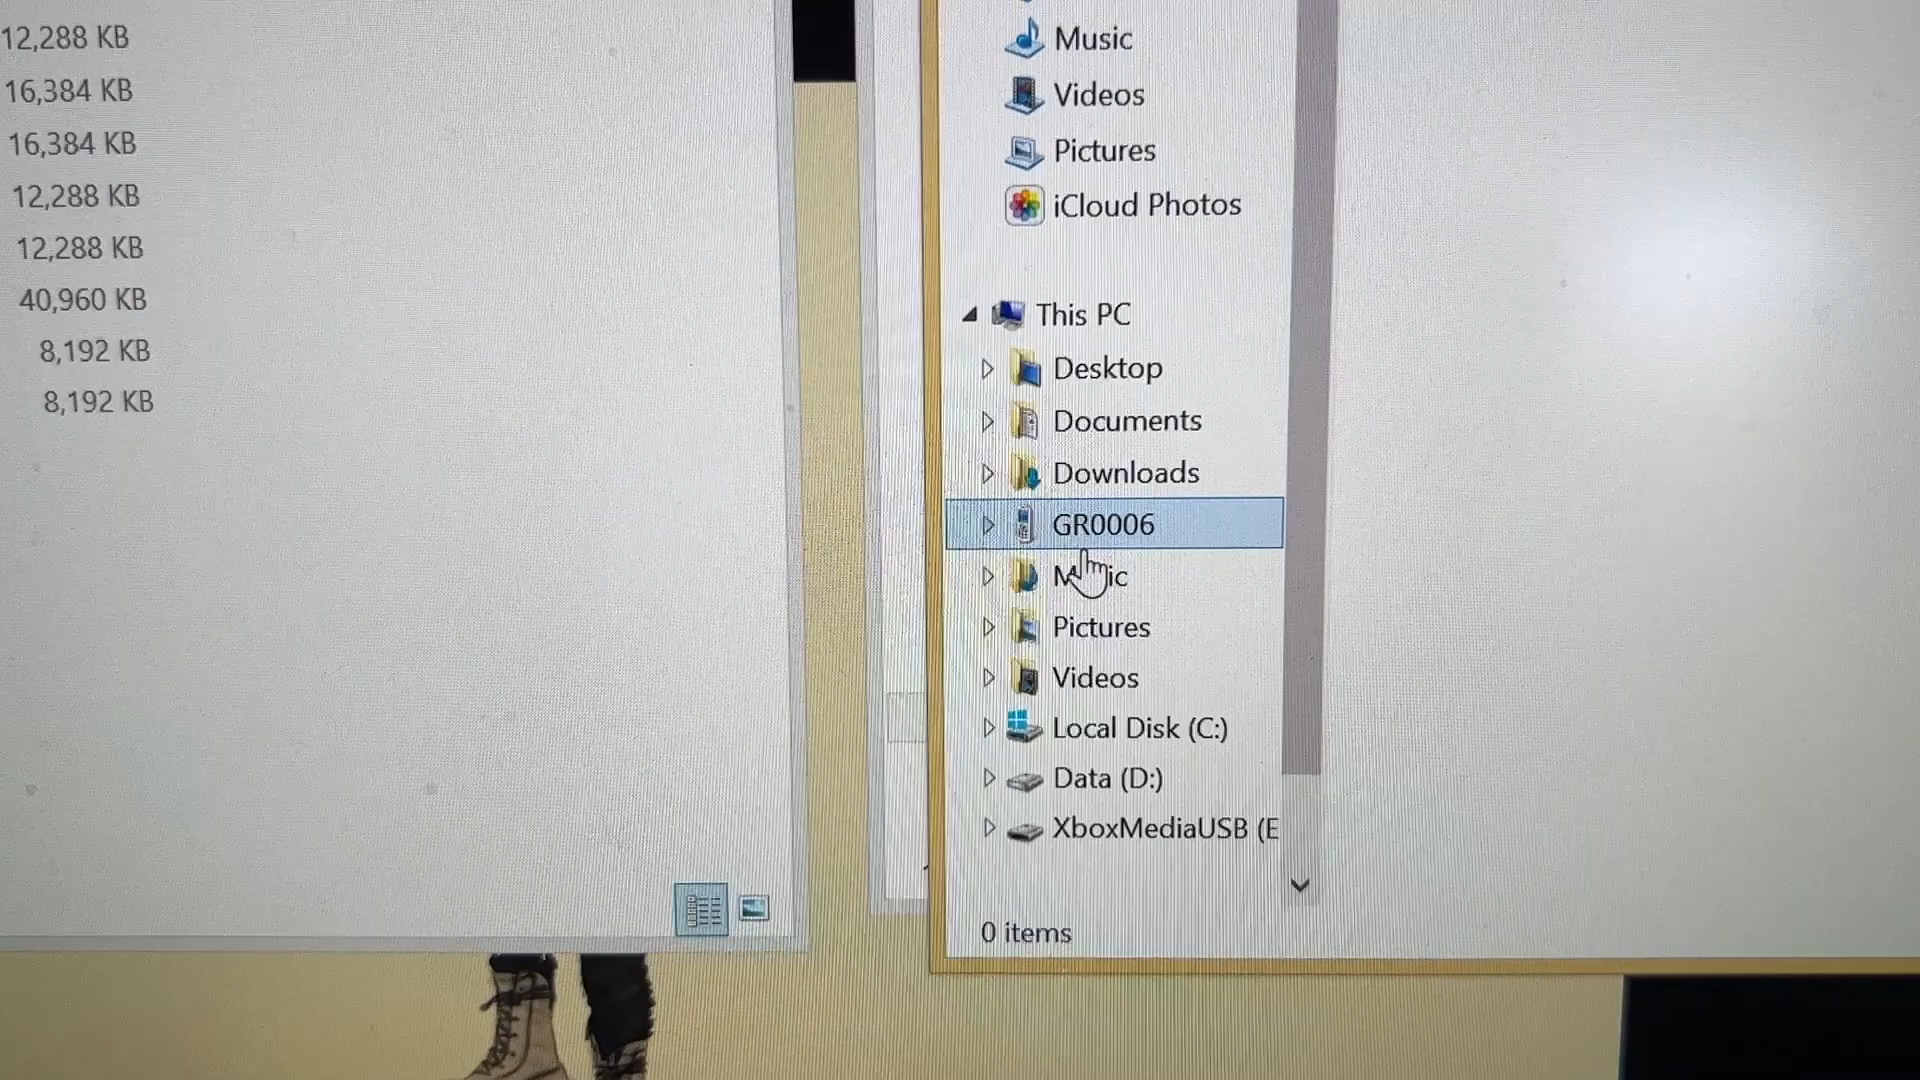 12,288 KB
16,384 KB
16,384 KB
12,288 KB
12,288 KB
40,960 KB
8,192 KB
8,192 KB
Music
Videos
Pictures
iCloud Photos
This PC
Desktop
Documents
Downloads
GR0006
Pictures
Videos
Local Disk (C:)
Data (D:)
XboxMediaUSB (E
0 items